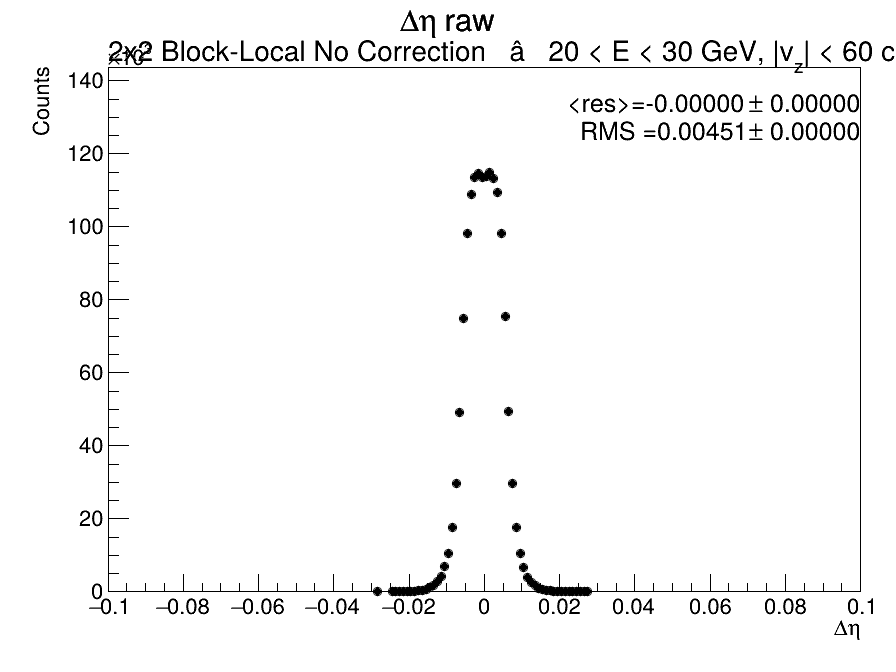 Δη raw
2x2 Block-Local No Correction â 20 < E < 30 GeV, |v_z| < 60 c
Counts
140
120
100
80
60
40
20
0
<res>=-0.00000± 0.00000
RMS =0.00451± 0.00000
−0.1 −0.08 −0.06 −0.04 −0.02 0 0.02 0.04 0.06 0.08 0.1
Δη